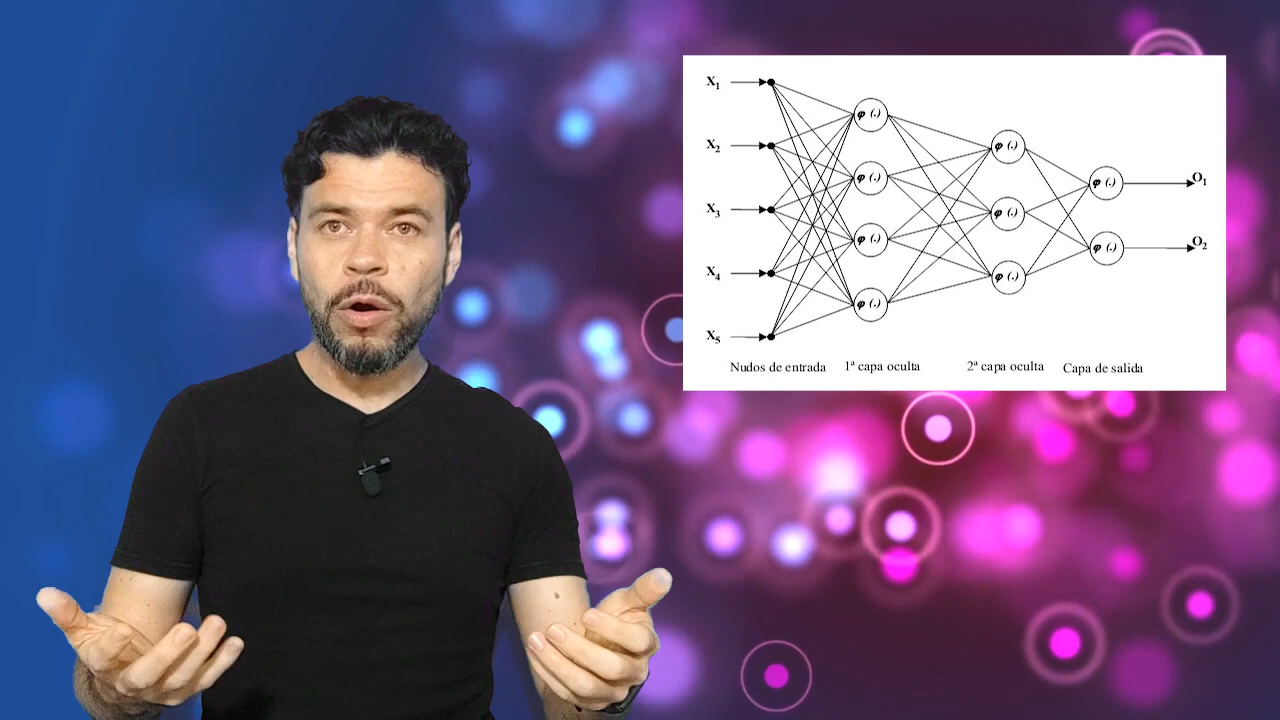 X1
X2
X3
X4
X5
φ (.)
φ (.)
φ (.)
φ (.)
φ (.)
φ (.)
φ (.)
φ (.)
φ (.)
O1
O2
Nudos de entrada
1ª capa oculta
2ª capa oculta
Capa de salida